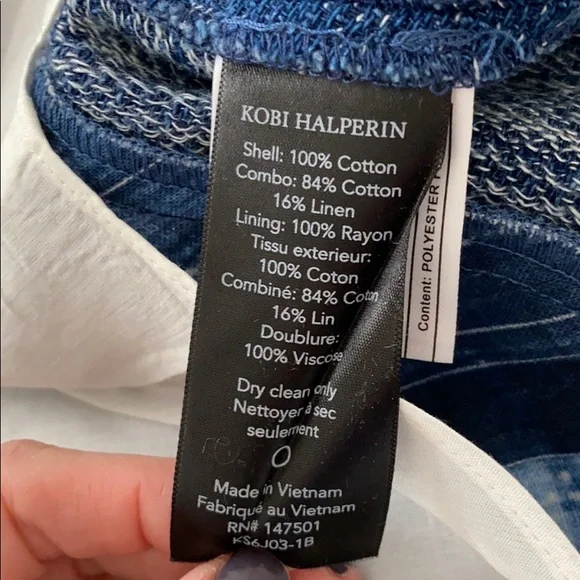 KOBI HALPERIN
Shell: 100% Cotton
Combo: 84% Cotton
16% Linen
Lining: 100% Rayon
Tissu exterieur:
100% Coton
Combiné: 84% Coton
16% Lin
Doublure:
100% Viscose
Dry clean only
Nettoyer à sec
seulement
Made in Vietnam
Fabriqué au Vietnam
RN# 147501
KS6J03-1B
Content: POLYESTER